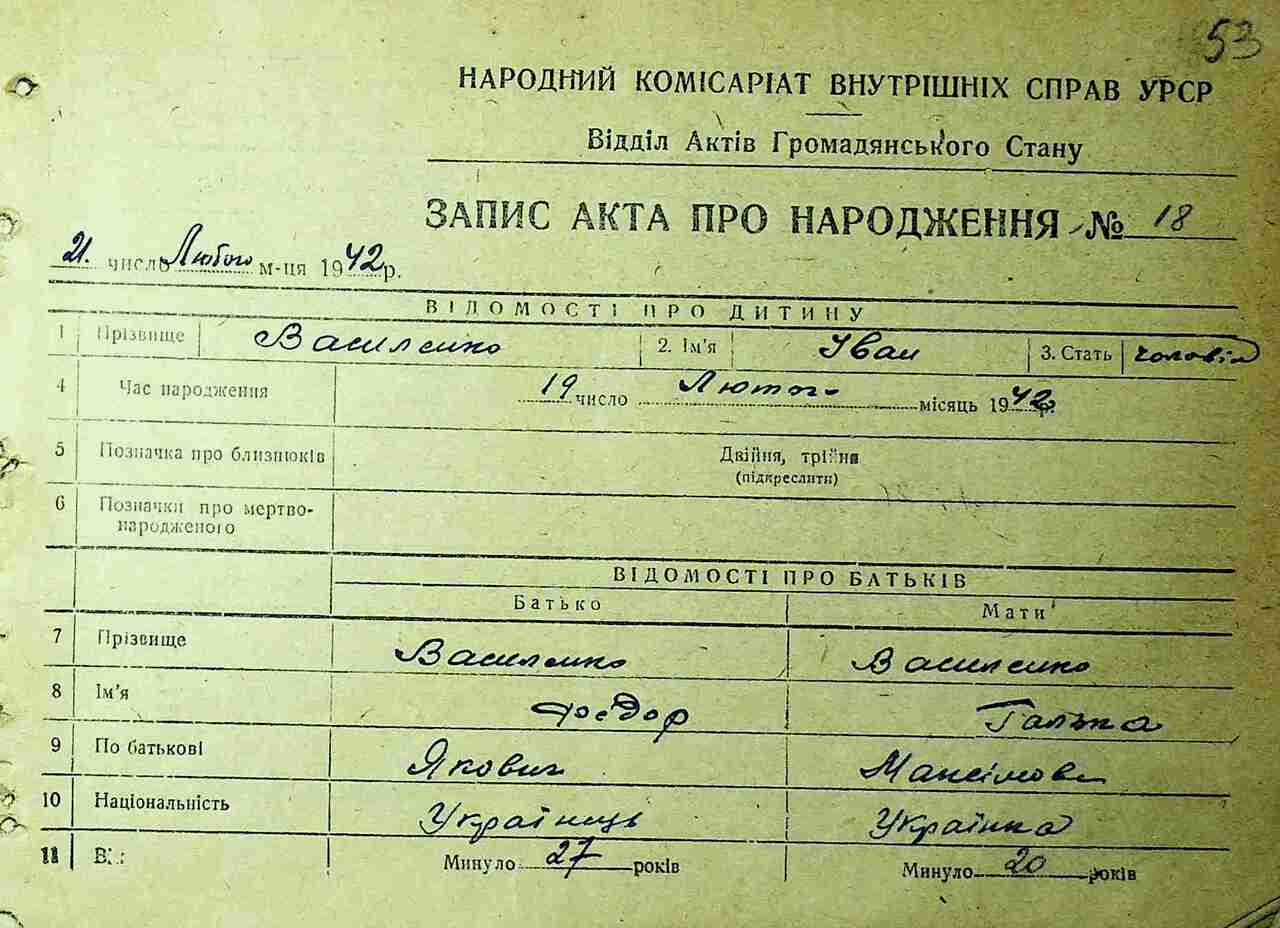 53
НАРОДНИЙ КОМІСАРІАТ ВНУТРІШНІХ СПРАВ УРСР
Відділ Актів Громадянського Стану
ЗАПИС АКТА ПРО НАРОДЖЕННЯ № 18
21. число Лютого м-ця 1942 р.
ВІДОМОСТІ ПРО ДИТИНУ
1 Прізвище Василенко 2. Ім'я Іван 3. Стать
4 Час народження 19 число Лютого місяць 1942 р.
5 Позначка про близнюків Двійня, трійня
(підкреслити)
6 Позначки про мертво-
народженого
ВІДОМОСТІ ПРО БАТЬКІВ
Батько Мати
7 Прізвище Василенко Василенко
8 Ім'я Федор
9 По батькові Якович
10 Національність Українець Українка
11 Минуло 27 років Минуло 20 років